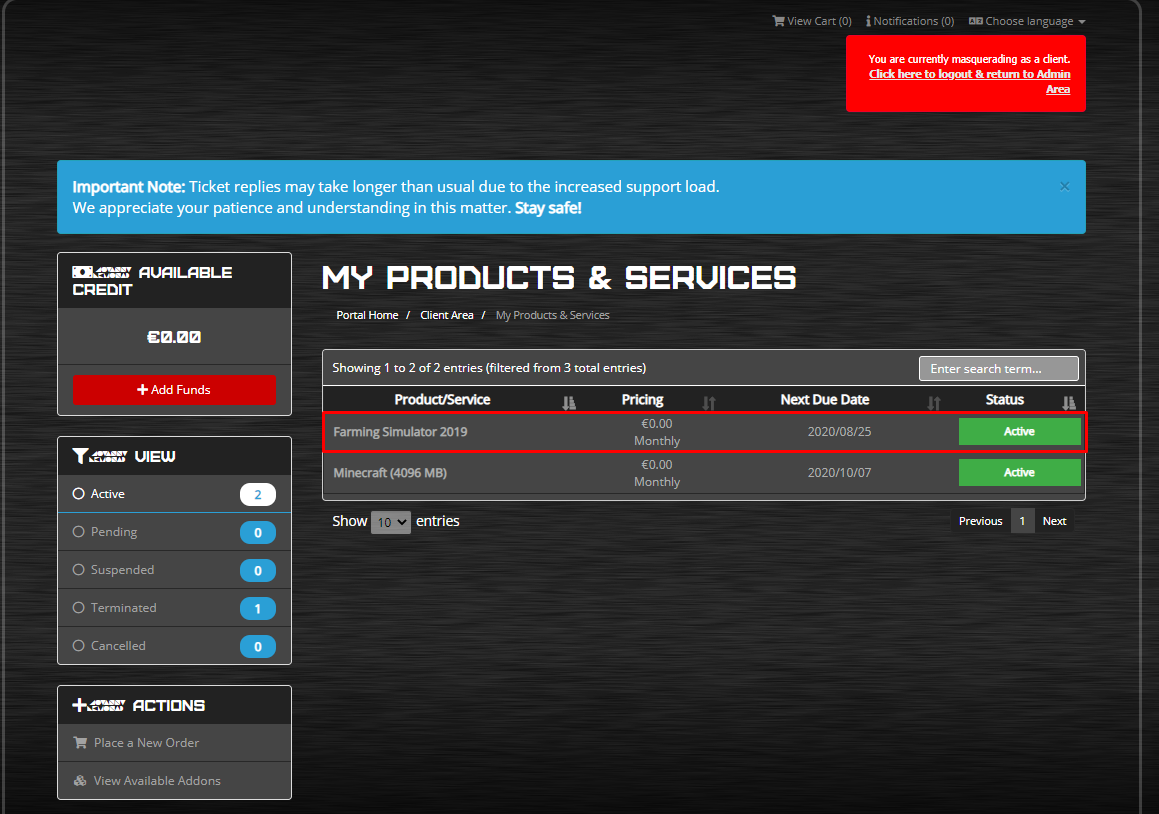 View Cart (0) Notifications (0) Choose language
You are currently masquerading as a client.
Click here to logout & return to Admin
Area
Important Note: Ticket replies may take longer than usual due to the increased support load. ×
We appreciate your patience and understanding in this matter. Stay safe!
AVAILABLE
CREDIT
€0.00
Add Funds
VIEW
Active 2
Pending 0
Suspended 0
Terminated 1
Cancelled 0
ACTIONS
Place a New Order
View Available Addons
MY PRODUCTS & SERVICES
Portal Home / Client Area / My Products & Services
Showing 1 to 2 of 2 entries (filtered from 3 total entries) Enter search term...
Product/Service Pricing Next Due Date Status
Farming Simulator 2019 €0.00 2020/08/25 Active
Monthly
Minecraft (4096 MB) €0.00 2020/10/07 Active
Monthly
Show 10 entries Previous 1 Next